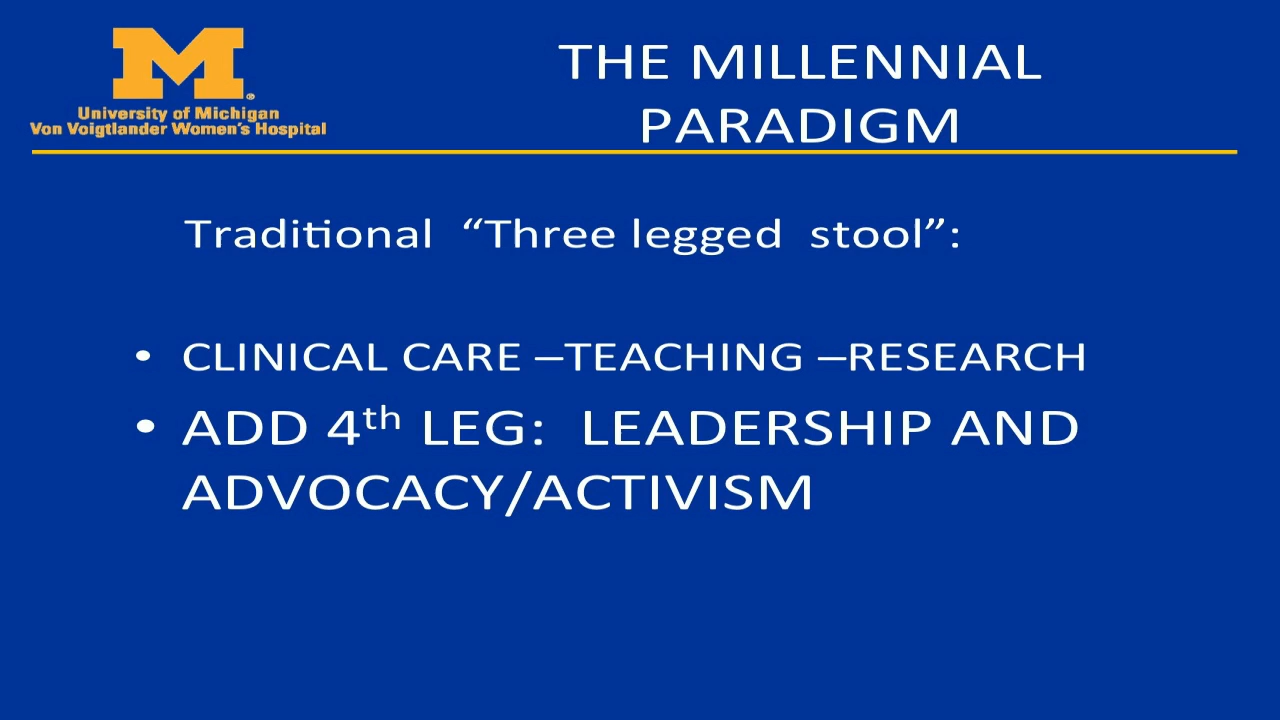 M®
University of Michigan
Von Voigtlander Women's Hospital
THE MILLENNIAL
PARADIGM
Traditional “Three legged stool”:
• CLINICAL CARE –TEACHING –RESEARCH
• ADD 4th LEG: LEADERSHIP AND
ADVOCACY/ACTIVISM